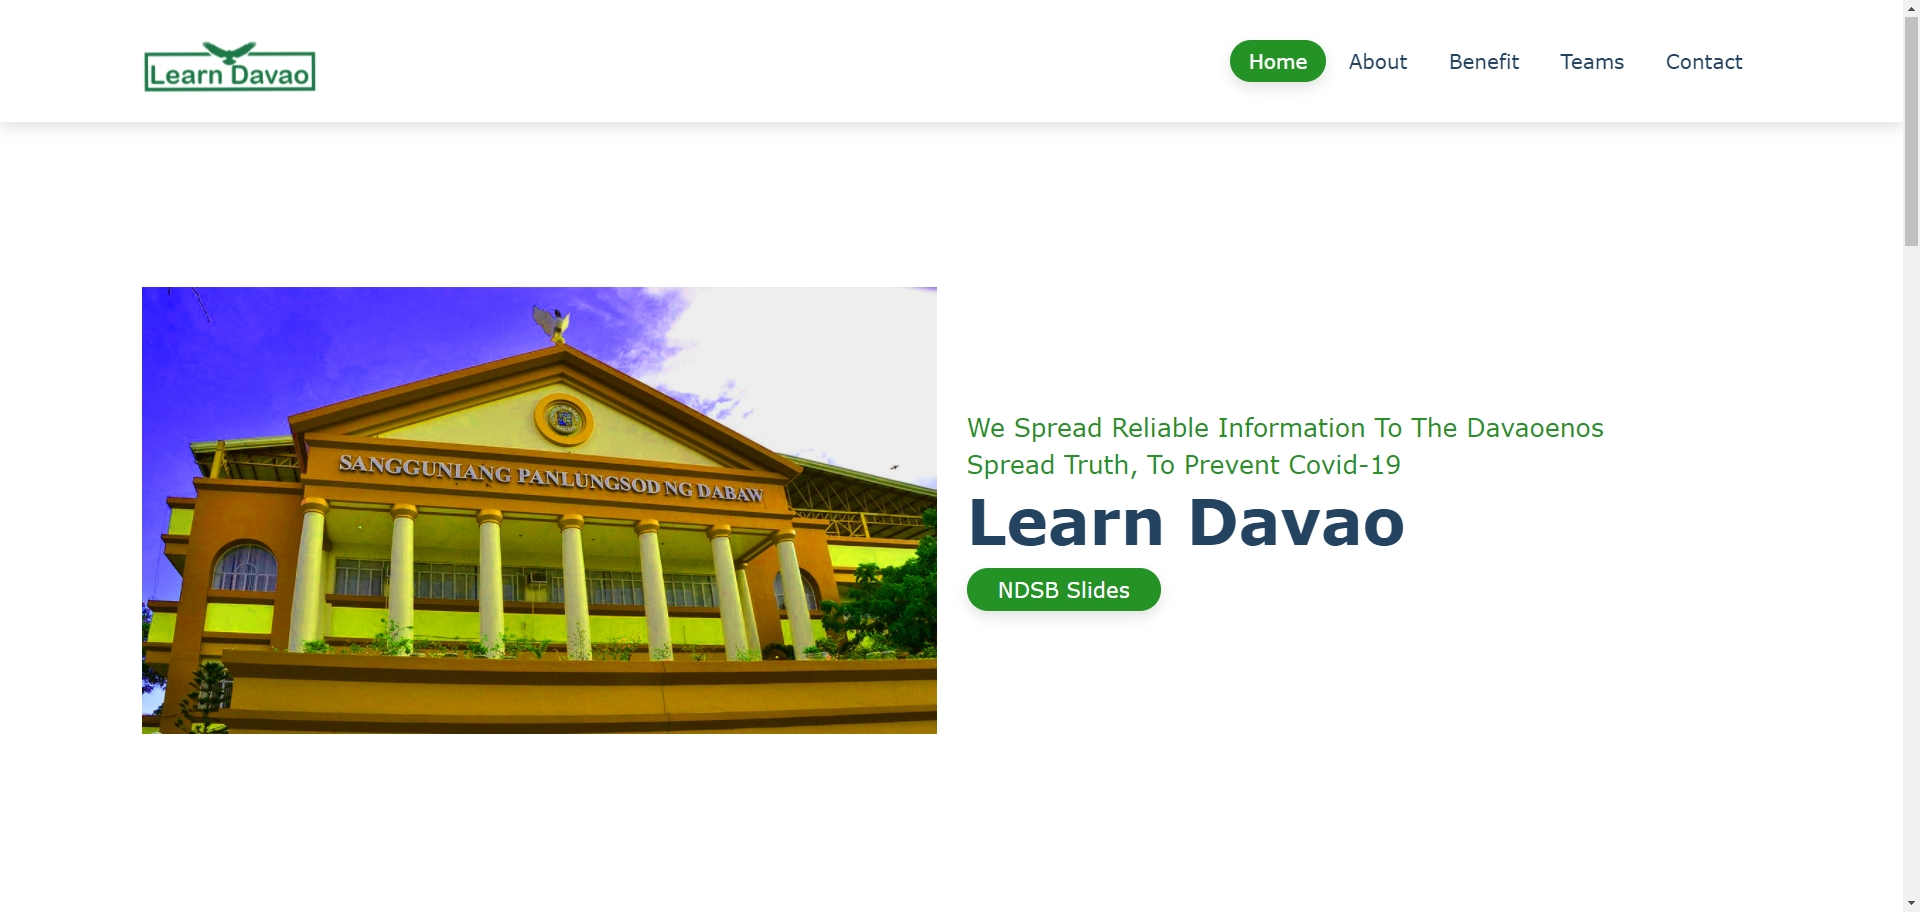 Learn Davao
Home
About
Benefit
Teams
Contact
SANGGUNIANG PANLUNGSOD NG DABAW
We Spread Reliable Information To The Davaoenos
Spread Truth, To Prevent Covid-19
Learn Davao
NDSB Slides